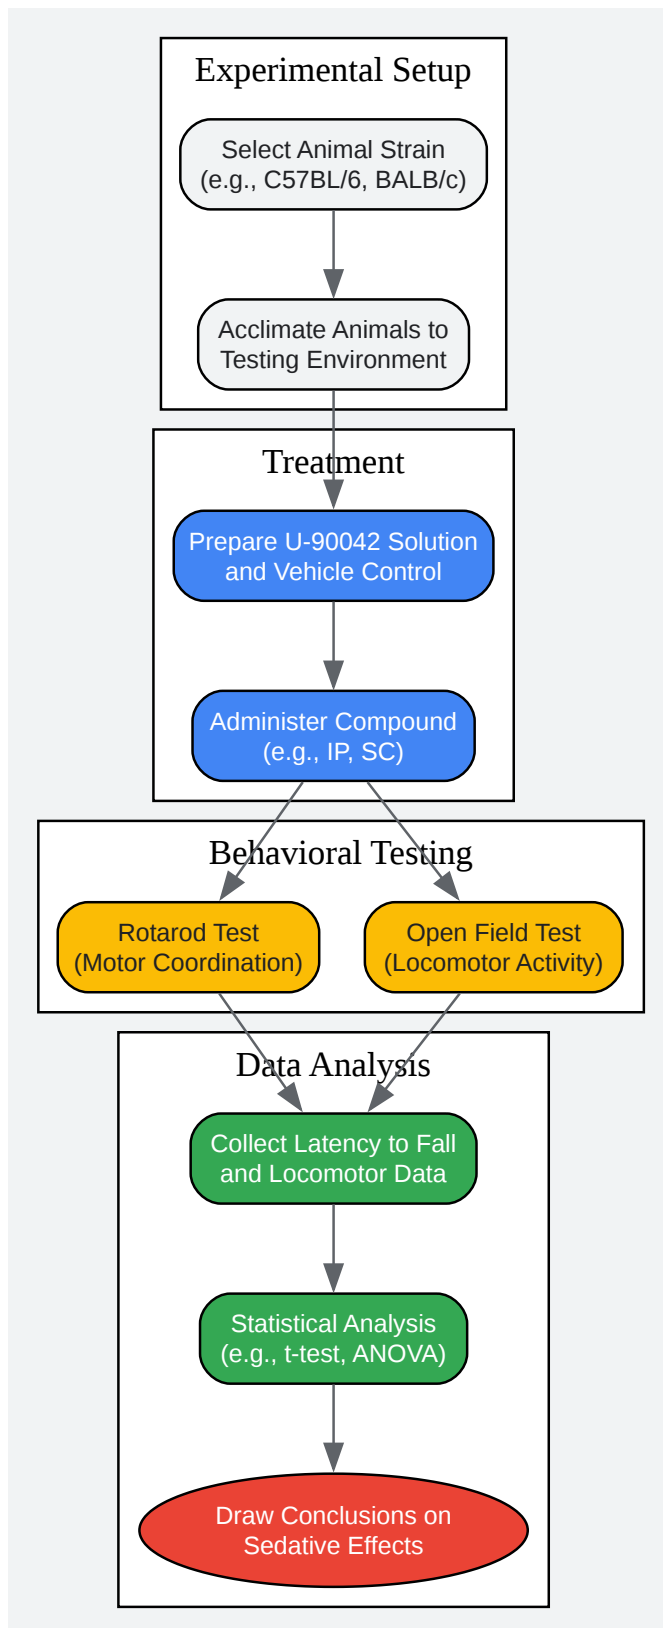 Experimental Setup
Select Animal Strain
(e.g., C57BL/6, BALB/c)
Acclimate Animals to
Testing Environment
Treatment
Prepare U-90042 Solution
and Vehicle Control
Administer Compound
(e.g., IP, SC)
Behavioral Testing
Rotarod Test
(Motor Coordination)
Open Field Test
(Locomotor Activity)
Data Analysis
Collect Latency to Fall
and Locomotor Data
Statistical Analysis
(e.g., t-test, ANOVA)
Draw Conclusions on
Sedative Effects